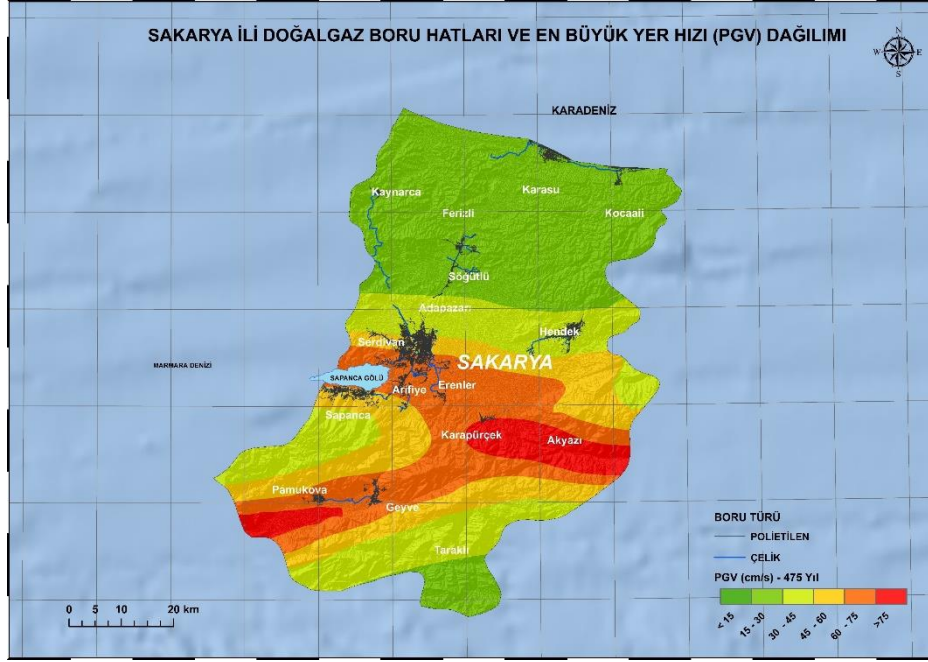 SAKARYA İLİ DOĞALGAZ BORU HATLARI VE EN BÜYÜK YER HIZI (PGV) DAĞILIMI
N
W E
S
KARADENİZ
Kaynarca
Karasu
Ferizli
Kocaali
Söğütlü
Adapazarı
Hendek
Serdivan
SAKARYA
MARMARA DENİZİ
SAPANCA GÖLÜ
Arifiye
Erenler
Sapanca
Karapürçek
Akyazı
Pamukova
Geyve
Taraklı
BORU TÜRÜ
POLİETİLEN
ÇELİK
PGV (cm/s) - 475 Yıl
< 15
15 - 30
30 - 45
45 - 60
60 - 75
>75
0 5 10 20 km